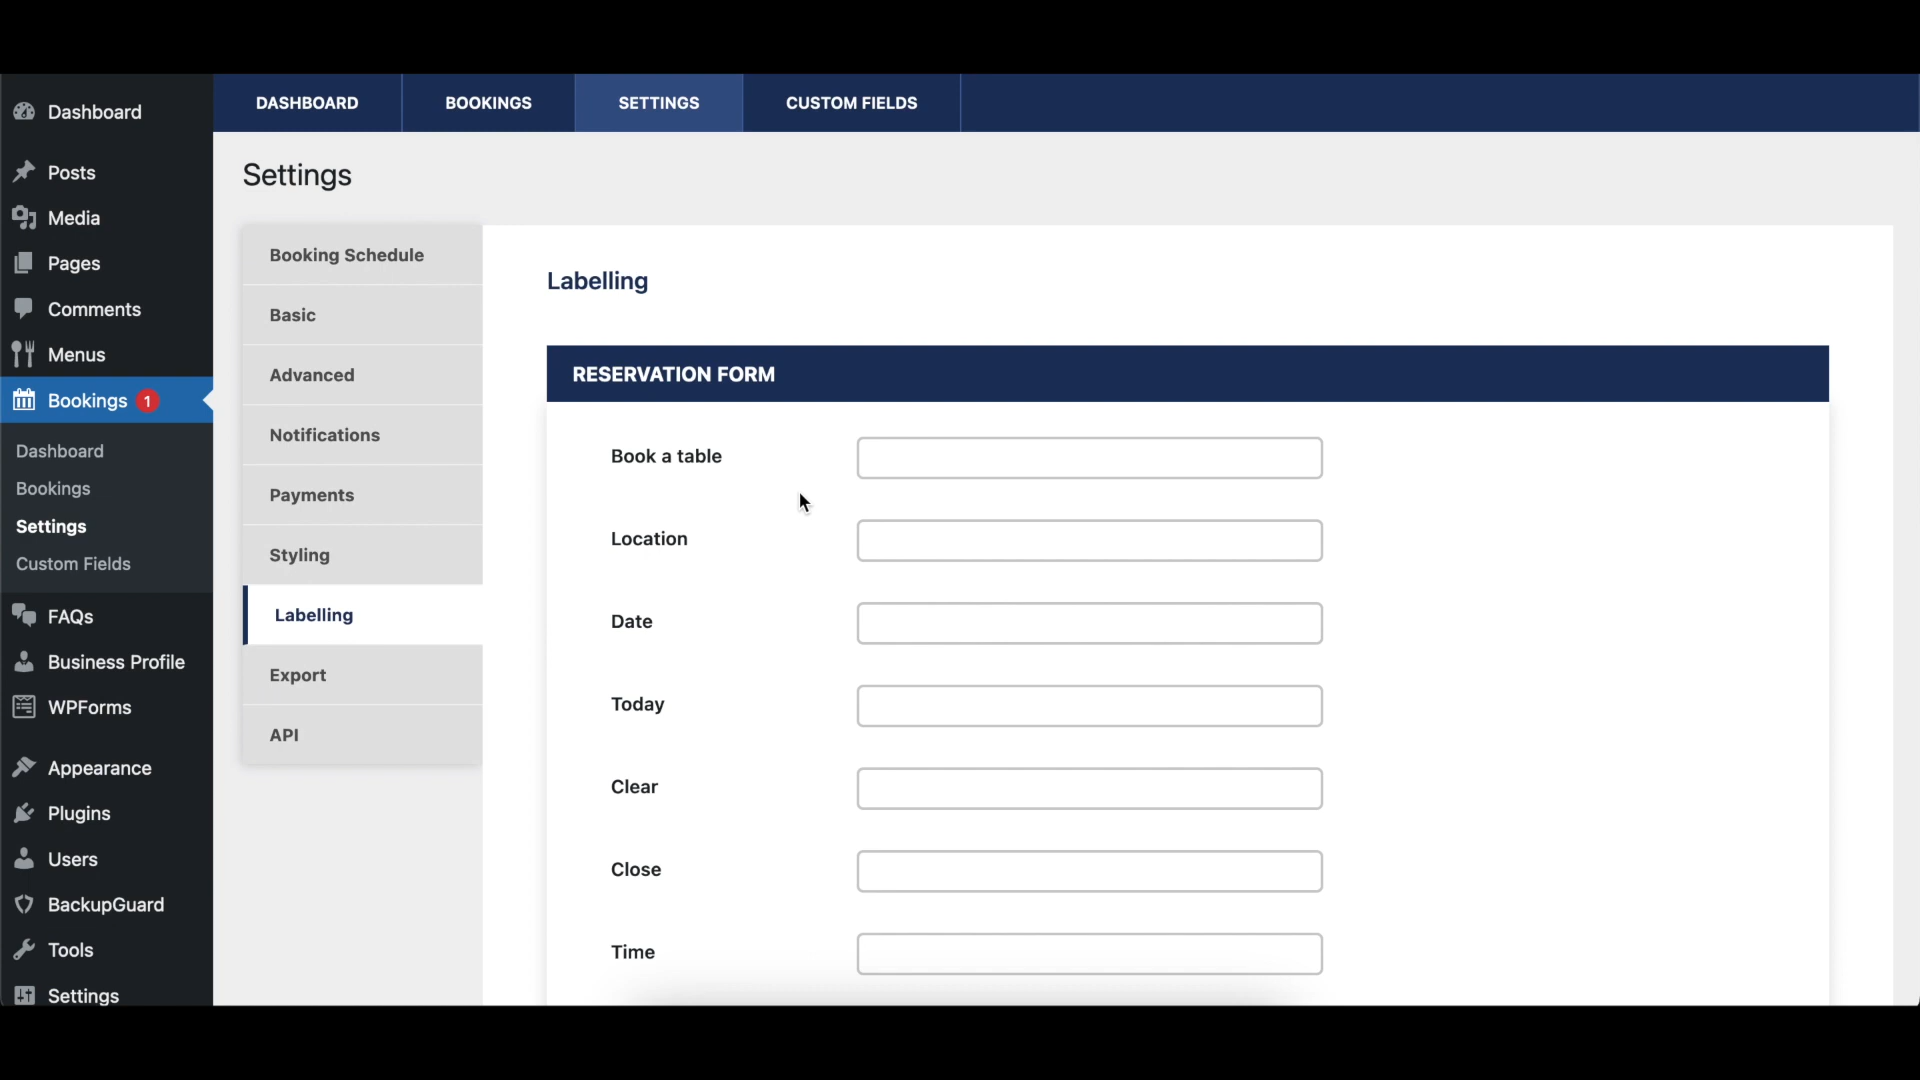 DASHBOARD
BOOKINGS
SETTINGS
CUSTOM FIELDS
Dashboard
Posts
Media
Pages
Comments
Menus
Bookings 1
Dashboard
Bookings
Settings
Custom Fields
FAQs
Business Profile
WPForms
Appearance
Plugins
Users
BackupGuard
Tools
Settings
Settings
Booking Schedule
Basic
Advanced
Notifications
Payments
Styling
Labelling
Export
API
Labelling
RESERVATION FORM
Book a table
Location
Date
Today
Clear
Close
Time